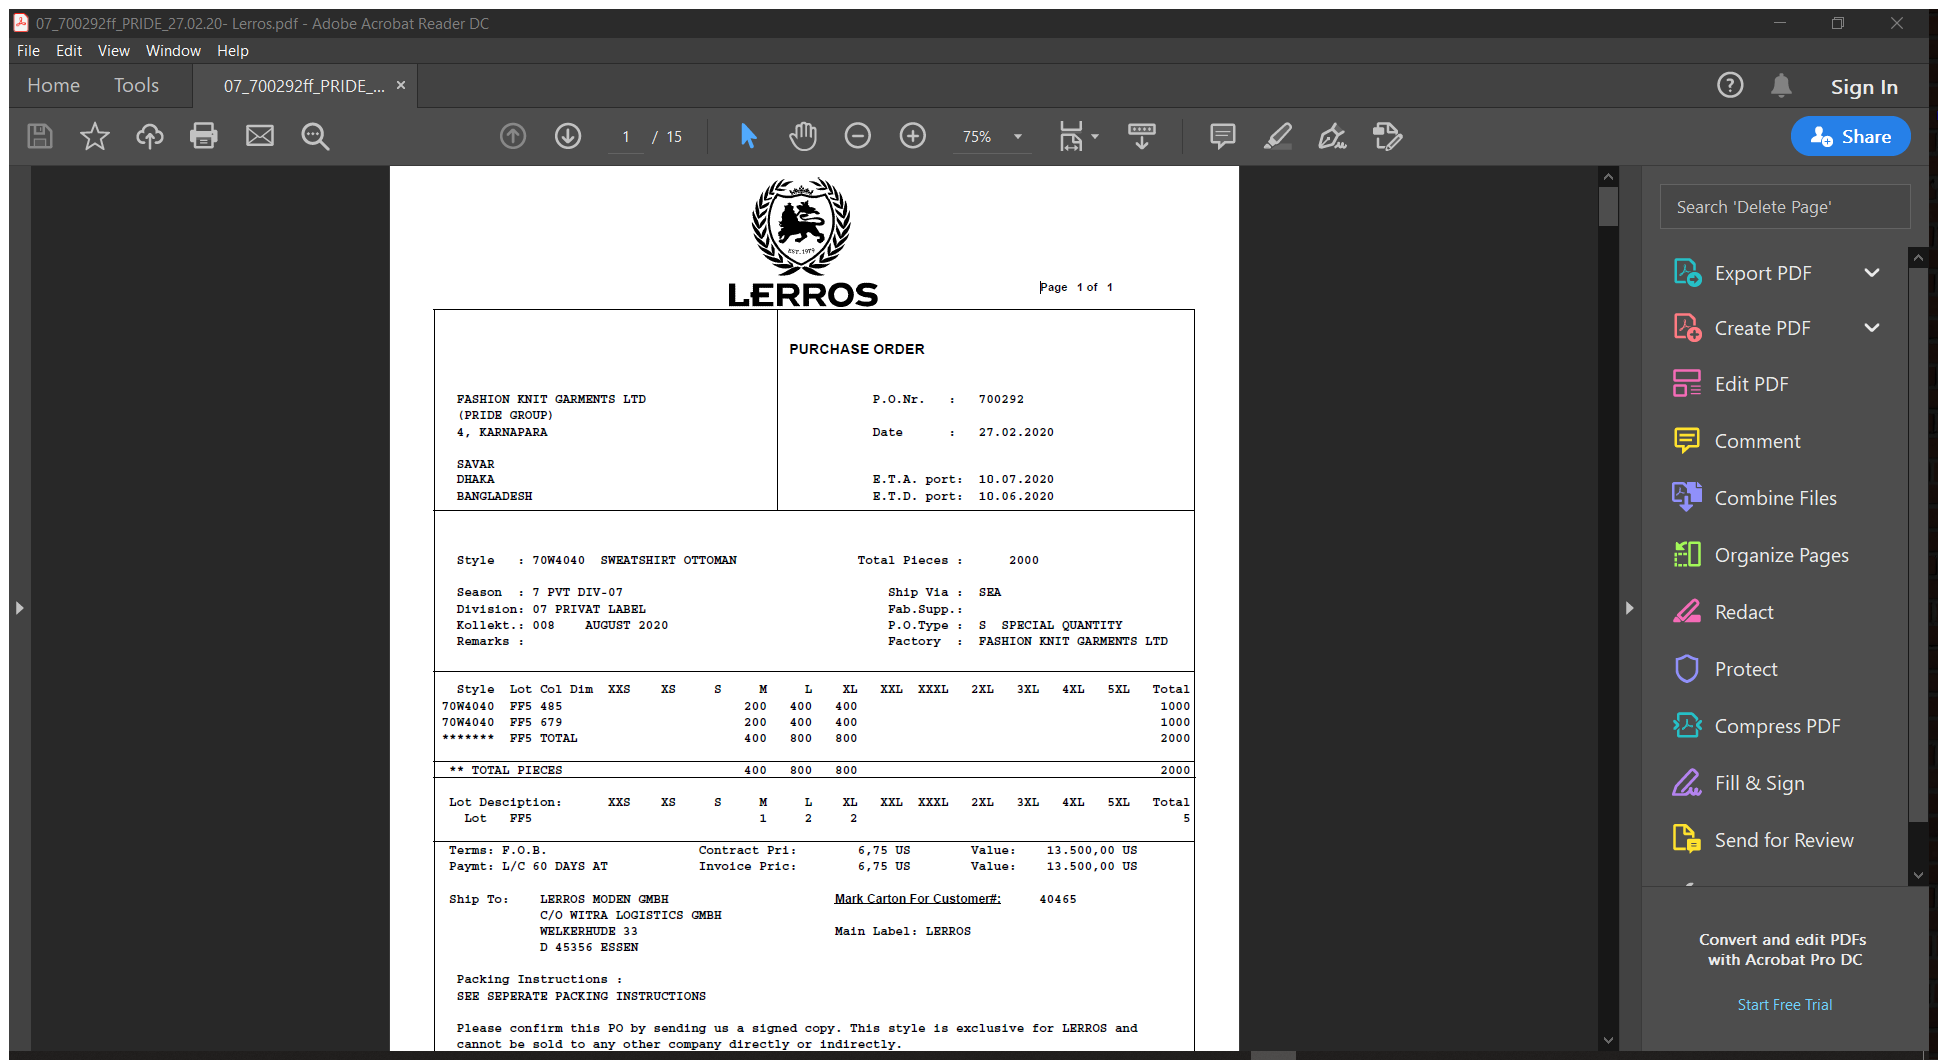 07_700292ff_PRIDE_27.02.20- Lerros.pdf - Adobe Acrobat Reader DC
File Edit View Window Help
Home Tools 07_700292ff_PRIDE_... × Sign In
1 / 15 75% Share
EST.1979
LERROS
Page 1 of 1
PURCHASE ORDER
FASHION KNIT GARMENTS LTD P.O.Nr. : 700292
(PRIDE GROUP)
4, KARNAPARA Date : 27.02.2020
SAVAR
DHAKA E.T.A. port: 10.07.2020
BANGLADESH E.T.D. port: 10.06.2020
Style : 70W4040 SWEATSHIRT OTTOMAN Total Pieces : 2000
Season : 7 PVT DIV-07 Ship Via : SEA
Division: 07 PRIVAT LABEL Fab.Supp.:
Kollekt.: 008 AUGUST 2020 P.O.Type : S SPECIAL QUANTITY
Remarks : Factory : FASHION KNIT GARMENTS LTD
Style Lot Col Dim XXS XS S M L XL XXL XXXL 2XL 3XL 4XL 5XL Total
70W4040 FF5 485 200 400 400 1000
70W4040 FF5 679 200 400 400 1000
******* FF5 TOTAL 400 800 800 2000
** TOTAL PIECES 400 800 800 2000
Lot Desciption: XXS XS S M L XL XXL XXXL 2XL 3XL 4XL 5XL Total
Lot FF5 1 2 2 5
Terms: F.O.B. Contract Pri: 6,75 US Value: 13.500,00 US
Paymt: L/C 60 DAYS AT Invoice Pric: 6,75 US Value: 13.500,00 US
Ship To: LERROS MODEN GMBH Mark Carton For Customer#: 40465
C/O WITRA LOGISTICS GMBH
WELKERHUDE 33 Main Label: LERROS
D 45356 ESSEN
Packing Instructions :
SEE SEPERATE PACKING INSTRUCTIONS
Please confirm this PO by sending us a signed copy. This style is exclusive for LERROS and
cannot be sold to any other company directly or indirectly.
Search 'Delete Page'
Export PDF
Create PDF
Edit PDF
Comment
Combine Files
Organize Pages
Redact
Protect
Compress PDF
Fill & Sign
Send for Review
Convert and edit PDFs
with Acrobat Pro DC
Start Free Trial